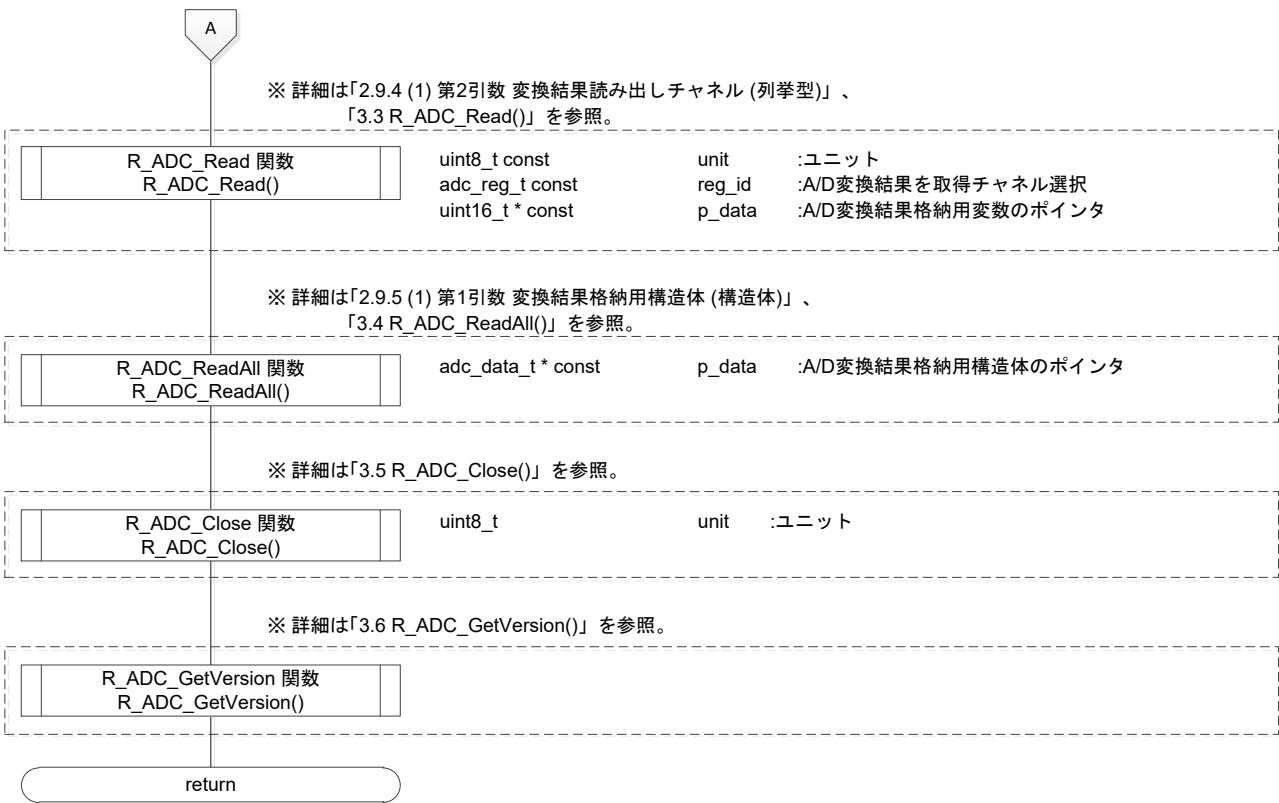 A
※ 詳細は「2.9.4 (1) 第2引数 変換結果読み出しチャネル (列挙型)」、
「3.3 R_ADC_Read()」を参照。
R_ADC_Read 関数
R_ADC_Read()
uint8_t const unit :ユニット
adc_reg_t const reg_id :A/D変換結果を取得チャネル選択
uint16_t * const p_data :A/D変換結果格納用変数のポインタ
※ 詳細は「2.9.5 (1) 第1引数 変換結果格納用構造体 (構造体)」、
「3.4 R_ADC_ReadAll()」を参照。
R_ADC_ReadAll 関数
R_ADC_ReadAll()
adc_data_t * const p_data :A/D変換結果格納用構造体のポインタ
※ 詳細は「3.5 R_ADC_Close()」を参照。
R_ADC_Close 関数
R_ADC_Close()
uint8_t unit :ユニット
※ 詳細は「3.6 R_ADC_GetVersion()」を参照。
R_ADC_GetVersion 関数
R_ADC_GetVersion()
return